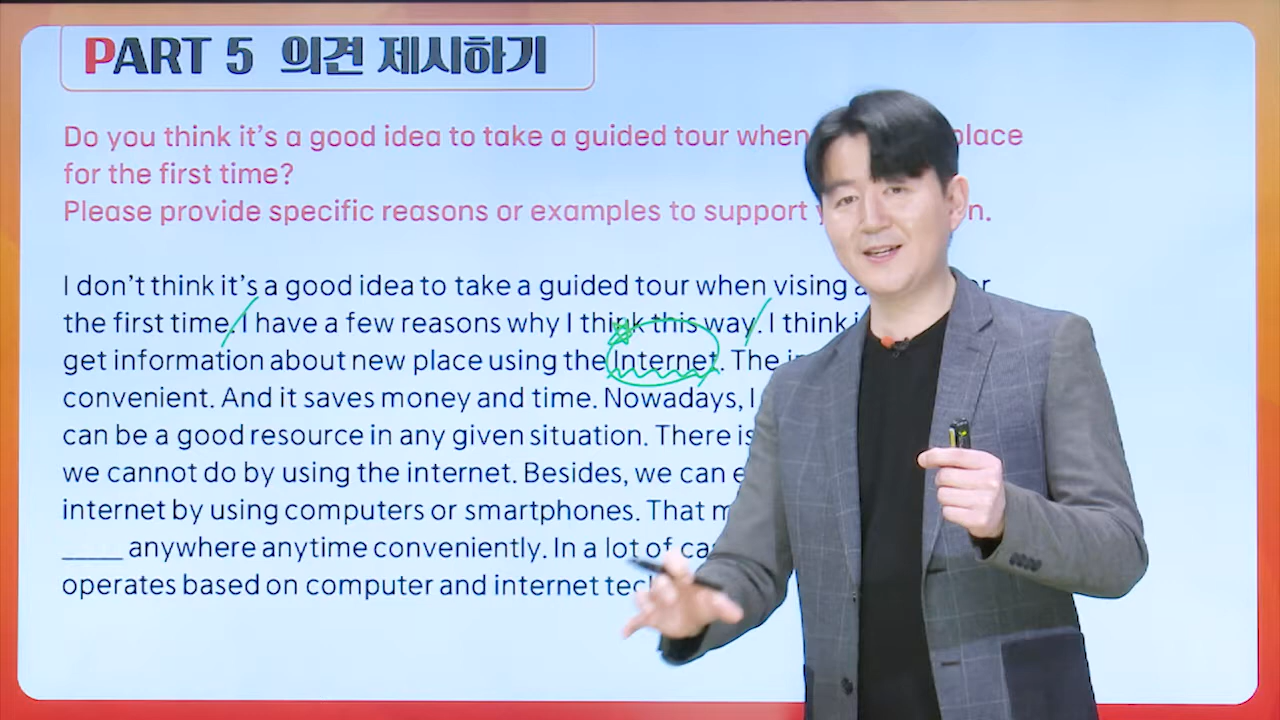 PART 5 의견 제시하기
Do you think it's a good idea to take a guided tour when place
for the first time?
Please provide specific reasons or examples to support
I don't think it's a good idea to take a guided tour when vising a
the first time. I have a few reasons why I think this way. I think
get information about new place using the Internet. The
convenient. And it saves money and time. Nowadays, I
can be a good resource in any given situation. There is
we cannot do by using the internet. Besides, we can
internet by using computers or smartphones. That
_____ anywhere anytime conveniently. In a lot of
operates based on computer and internet